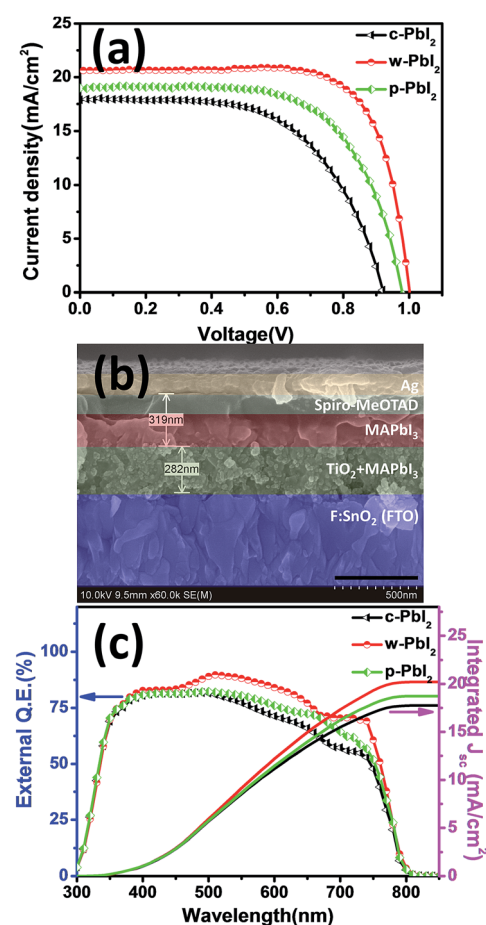 (a)
c-PbI₂
w-PbI₂
p-PbI₂
Current density(mA/cm²)
25
20
15
10
5
0
0.0 0.2 0.4 0.6 0.8 1.0
Voltage(V)
(b)
Ag
Spiro-MeOTAD
319nm
MAPbI₃
282nm
TiO₂+MAPbI₃
F:SnO₂ (FTO)
10.0kV 9.5mm x60.0k SE(M)
500nm
(c)
c-PbI₂
w-PbI₂
p-PbI₂
External Q.E.(%)
100
75
50
25
0
25
20
15
10
5
0
Integrated J_sc (mA/cm²)
300 400 500 600 700 800
Wavelength(nm)